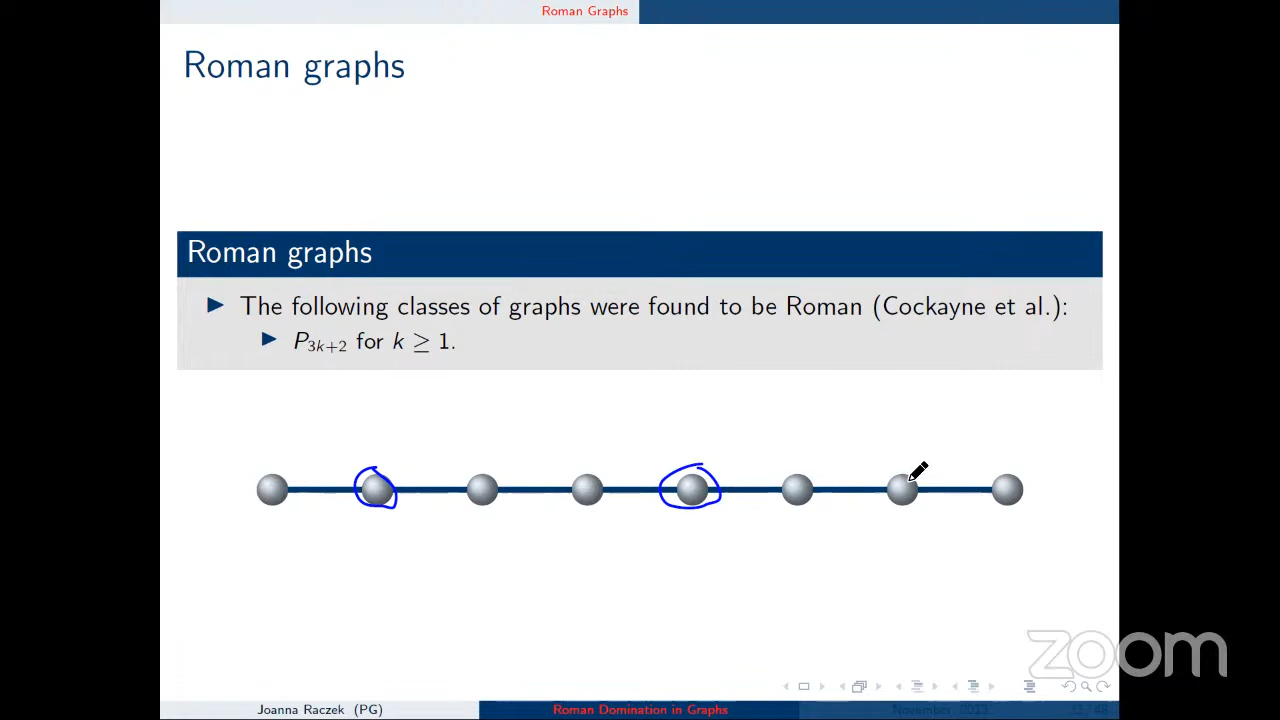 Roman Graphs
Roman graphs
Roman graphs
▶ The following classes of graphs were found to be Roman (Cockayne et al.):
▶ P₃ₖ₊₂ for k ≥ 1.
zoom
Joanna Raczek (PG) Roman Domination in Graphs November